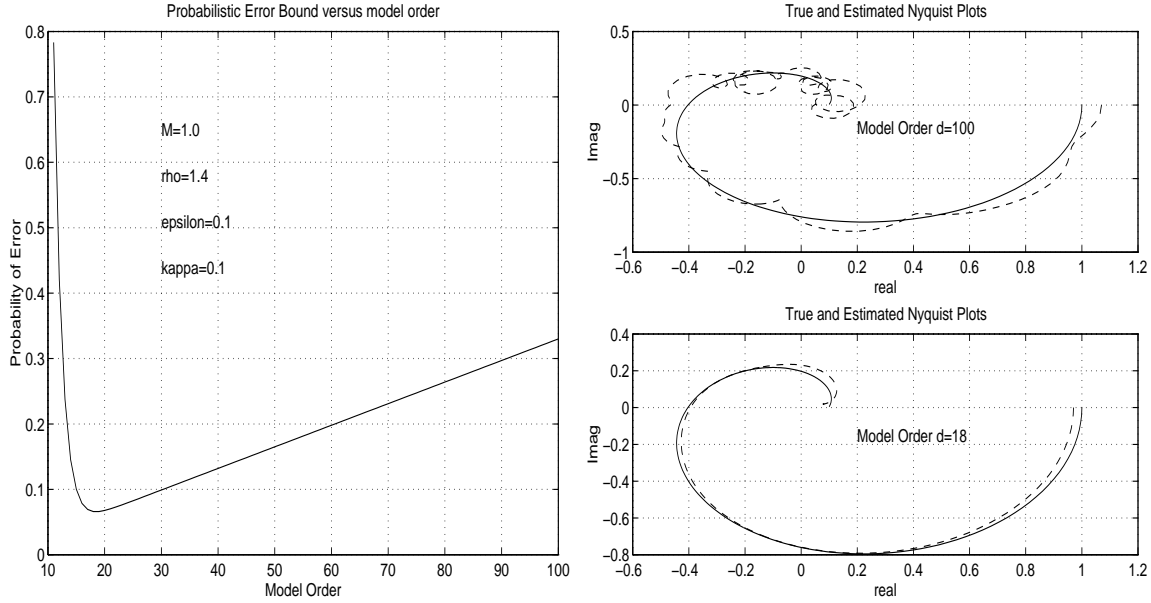 Probabilistic Error Bound versus model order
0.8
0.7
0.6
0.5
0.4
0.3
0.2
0.1
0
Probability of Error
M=1.0
rho=1.4
epsilon=0.1
kappa=0.1
10 20 30 40 50 60 70 80 90 100
Model Order
True and Estimated Nyquist Plots
0.5
0
−0.5
−1
Imag
Model Order d=100
−0.6 −0.4 −0.2 0 0.2 0.4 0.6 0.8 1 1.2
real
True and Estimated Nyquist Plots
0.4
0.2
0
−0.2
−0.4
−0.6
−0.8
Imag
Model Order d=18
−0.6 −0.4 −0.2 0 0.2 0.4 0.6 0.8 1 1.2
real